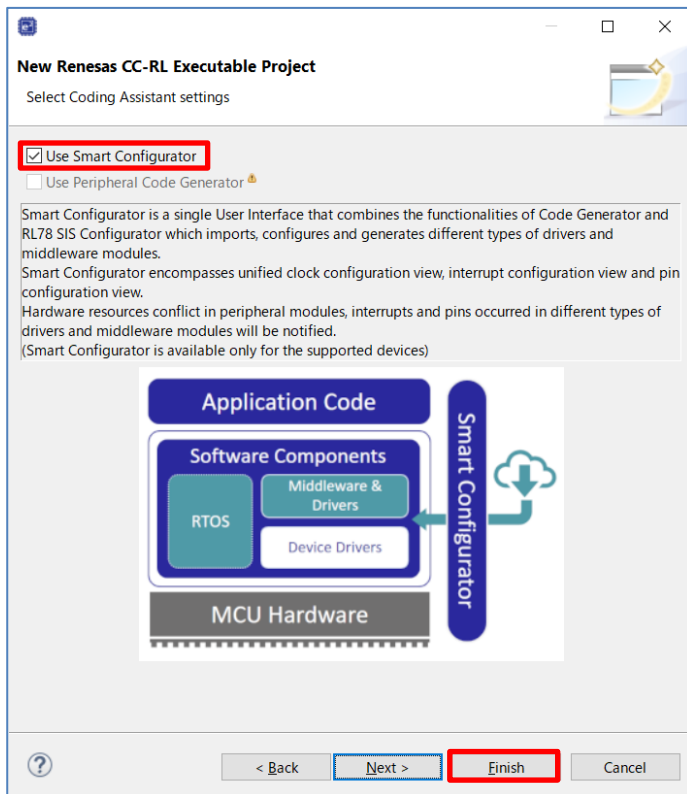 New Renesas CC-RL Executable Project
Select Coding Assistant settings
Use Smart Configurator
Use Peripheral Code Generator
Smart Configurator is a single User Interface that combines the functionalities of Code Generator and
RL78 SIS Configurator which imports, configures and generates different types of drivers and
middleware modules.
Smart Configurator encompasses unified clock configuration view, interrupt configuration view and pin
configuration view.
Hardware resources conflict in peripheral modules, interrupts and pins occurred in different types of
drivers and middleware modules will be notified.
(Smart Configurator is available only for the supported devices)
Application Code
Software Components
RTOS
Middleware &
Drivers
Device Drivers
MCU Hardware
Smart Configurator
?
< Back
Next >
Finish
Cancel